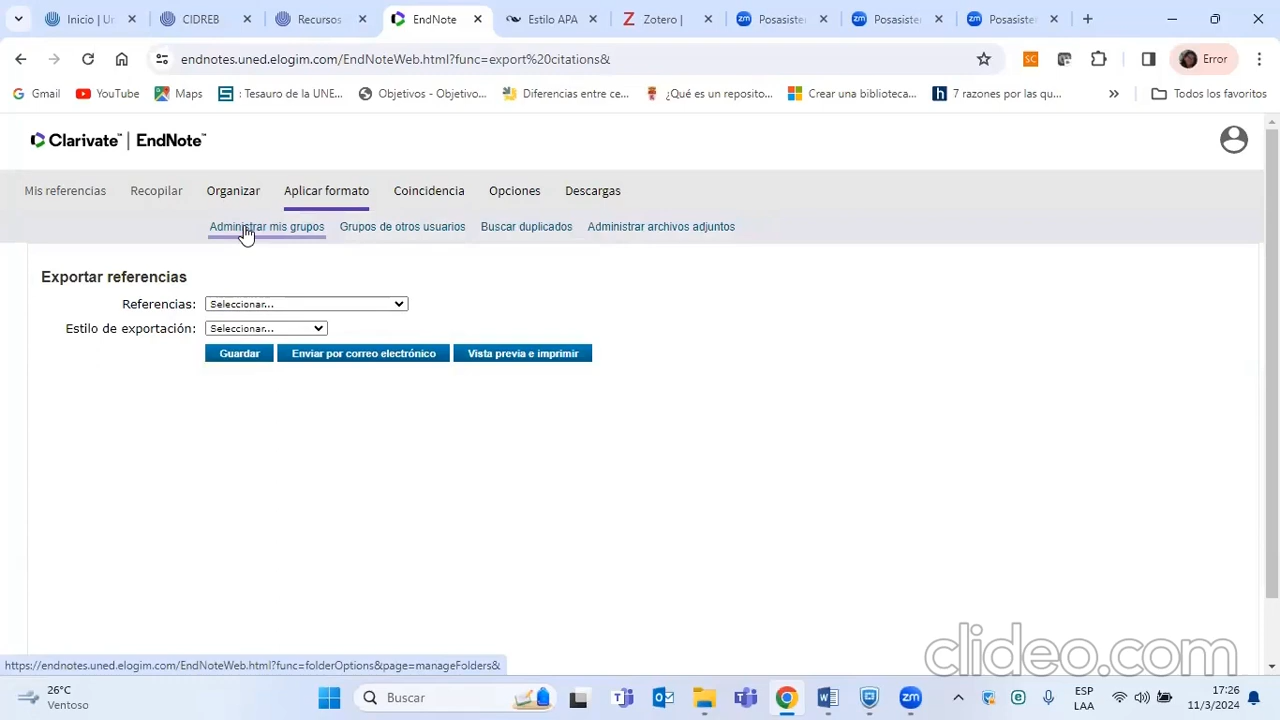 Inicio | Ur
CIDREB
Recursos
EndNote
Estilo APA
Zotero |
Posasiste
Posasiste
Posasiste
endnotes.uned.elogim.com/EndNoteWeb.html?func=export%20citations&
Error
Gmail
YouTube
Maps
: Tesauro de la UNE...
Objetivos - Objetivo...
Diferencias entre ce...
¿Qué es un reposito...
Crear una biblioteca...
7 razones por las qu...
»
Todos los favoritos
Clarivate™ | EndNote™
Mis referencias
Recopilar
Organizar
Aplicar formato
Coincidencia
Opciones
Descargas
Administrar mis grupos
Grupos de otros usuarios
Buscar duplicados
Administrar archivos adjuntos
Exportar referencias
Referencias: Seleccionar...
Estilo de exportación: Seleccionar...
Guardar
Enviar por correo electrónico
Vista previa e imprimir
clideo.com
https://endnotes.uned.elogim.com/EndNoteWeb.html?func=folderOptions&page=manageFolders&
26°C
Ventoso
Buscar
ESP
LAA
17:26
11/3/2024